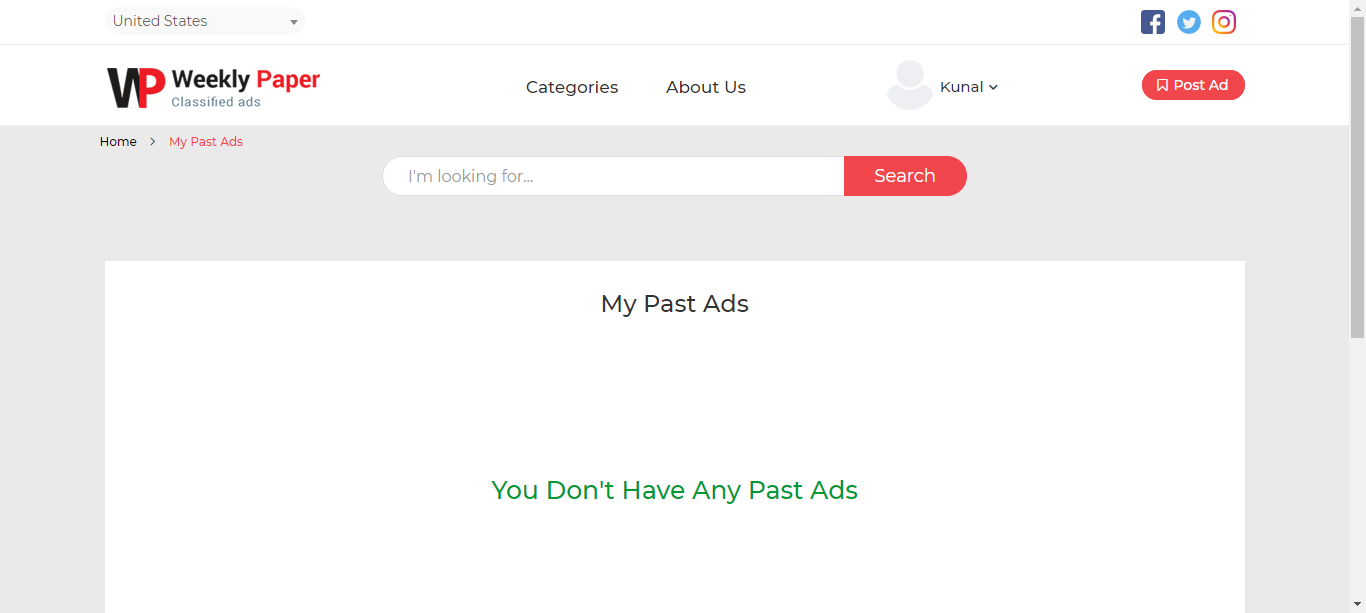 United States
WP Weekly Paper
Classified ads
Categories
About Us
Kunal
Post Ad
Home > My Past Ads
I'm looking for...
Search
My Past Ads
You Don't Have Any Past Ads